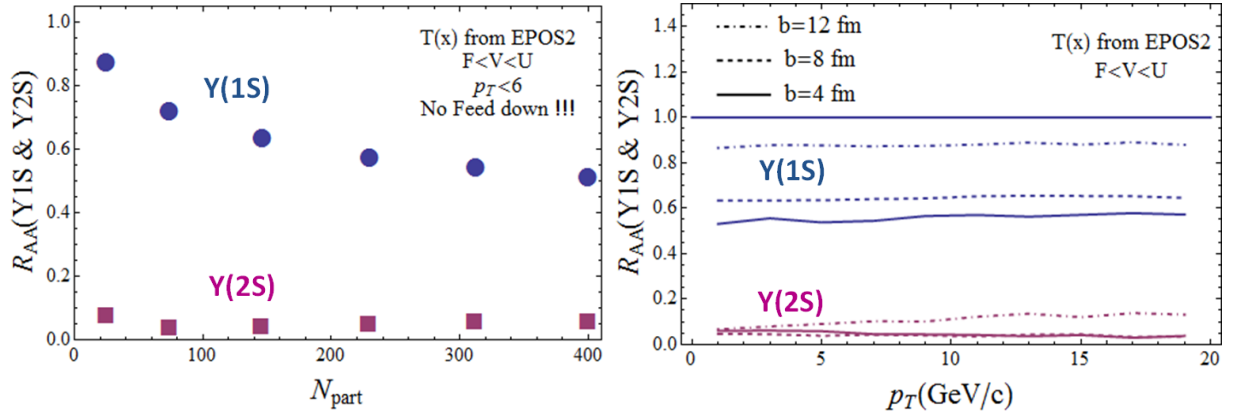 R_AA(Y1S & Y2S)
1.0
0.8
0.6
0.4
0.2
0.0
T(x) from EPOS2
F<V<U
p_T<6
No Feed down !!!
Υ(1S)
Υ(2S)
0
100
200
300
400
N_part
R_AA(Y1S & Y2S)
1.4
1.2
1.0
0.8
0.6
0.4
0.2
0.0
b=12 fm
b=8 fm
b=4 fm
T(x) from EPOS2
F<V<U
Υ(1S)
Υ(2S)
0
5
10
15
20
p_T(GeV/c)